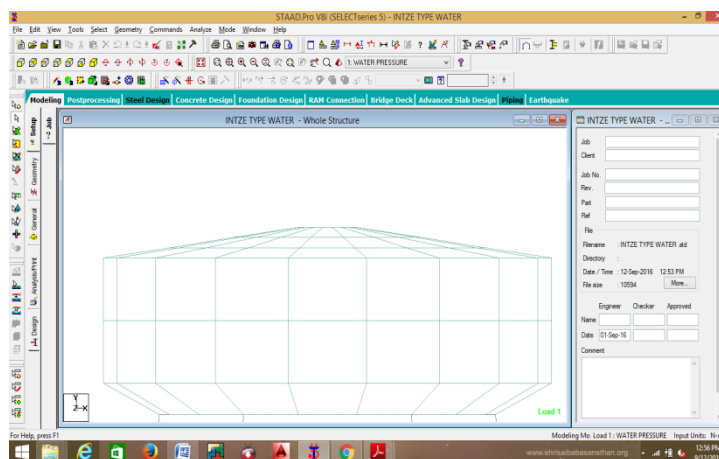 STAAD.Pro V8i (SELECTseries 5) - INTZE TYPE WATER
File Edit View Tools Select Geometry Commands Analyze Mode Window Help
1: WATER PRESSURE
Modeling Postprocessing Steel Design Concrete Design Foundation Design RAM Connection Bridge Deck Advanced Slab Design Piping Earthquake
Setup
Geometry
General
Analysis/Print
Design
Job
INTZE TYPE WATER - Whole Structure
Y
Z-X
Load 1
INTZE TYPE WATER - ...
Job
Client
Job No.
Rev.
Part
Ref
File
Filename : INTZE TYPE WATER .std
Directory :
Date / Time : 12-Sep-2016 12:53 PM
File size : 10594 More...
Engineer Checker Approved
Name
Date 01-Sep-16
Comment
For Help, press F1
Modeling Mo Load 1 : WATER PRESSURE Input Units:
www.shrisaibabasansthan.org
12:56 PM